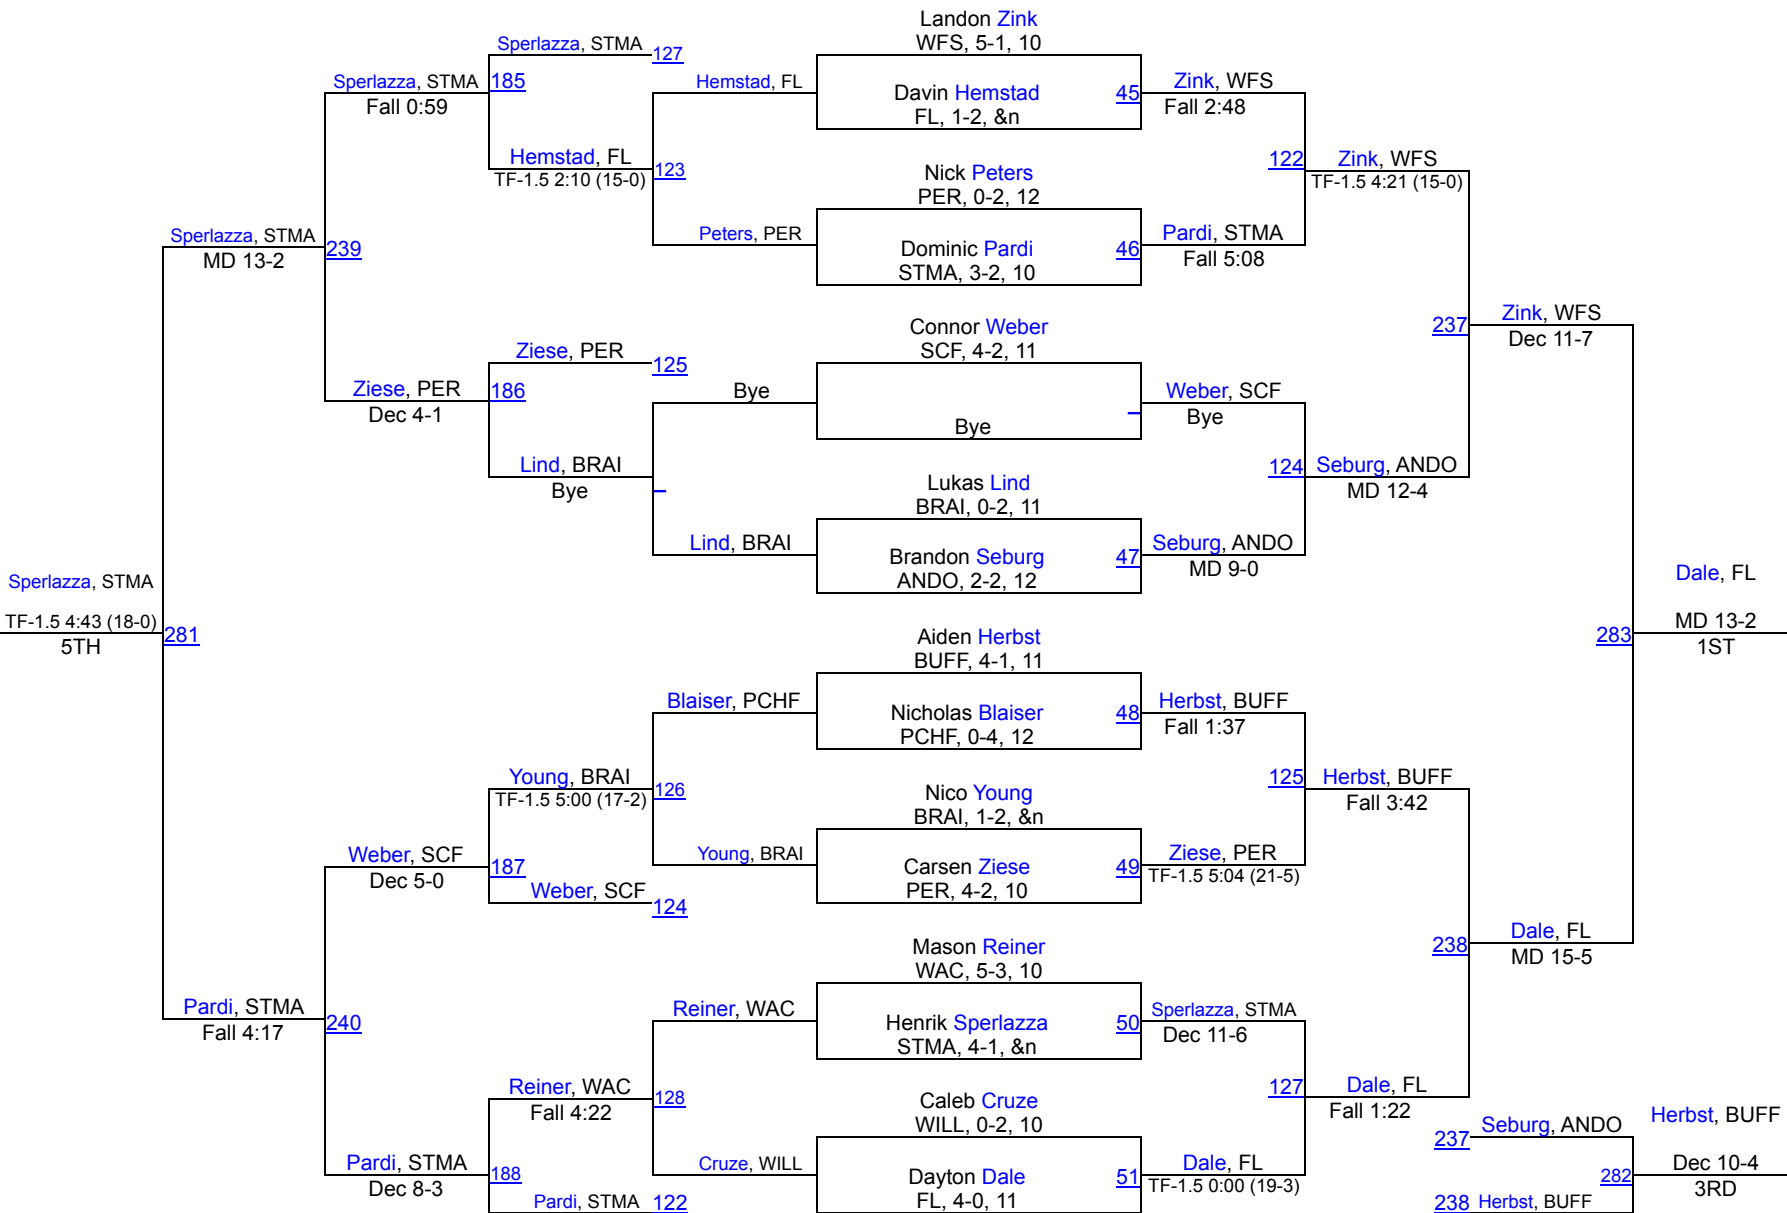 Landon Zink
WFS, 5-1, 10
Sperlazza, STMA
127
Sperlazza, STMA
185
Fall 0:59
Hemstad, FL
Davin Hemstad
FL, 1-2, &n
45
Zink, WFS
Fall 2:48
Hemstad, FL
TF-1.5 2:10 (15-0)
123
Nick Peters
PER, 0-2, 12
122
Zink, WFS
TF-1.5 4:21 (15-0)
Sperlazza, STMA
MD 13-2
239
Peters, PER
Dominic Pardi
STMA, 3-2, 10
46
Pardi, STMA
Fall 5:08
Connor Weber
SCF, 4-2, 11
237
Zink, WFS
Dec 11-7
Ziese, PER
125
Ziese, PER
Dec 4-1
186
Bye
Bye
Weber, SCF
Bye
Lind, BRAI
Bye
Lukas Lind
BRAI, 0-2, 11
124
Seburg, ANDO
MD 12-4
Lind, BRAI
Brandon Seburg
ANDO, 2-2, 12
47
Seburg, ANDO
MD 9-0
Sperlazza, STMA
TF-1.5 4:43 (18-0)
5TH
281
Dale, FL
MD 13-2
1ST
283
Aiden Herbst
BUFF, 4-1, 11
Blaiser, PCHF
Nicholas Blaiser
PCHF, 0-4, 12
48
Herbst, BUFF
Fall 1:37
Young, BRAI
TF-1.5 5:00 (17-2)
126
Nico Young
BRAI, 1-2, &n
125
Herbst, BUFF
Fall 3:42
Weber, SCF
Dec 5-0
187
Young, BRAI
Carsen Ziese
PER, 4-2, 10
49
Ziese, PER
TF-1.5 5:04 (21-5)
Weber, SCF
124
Mason Reiner
WAC, 5-3, 10
238
Dale, FL
MD 15-5
Pardi, STMA
Fall 4:17
240
Reiner, WAC
Henrik Sperlazza
STMA, 4-1, &n
50
Sperlazza, STMA
Dec 11-6
Reiner, WAC
Fall 4:22
128
Caleb Cruze
WILL, 0-2, 10
127
Dale, FL
Fall 1:22
237
Seburg, ANDO
Herbst, BUFF
Pardi, STMA
Dec 8-3
188
Cruze, WILL
Dayton Dale
FL, 4-0, 11
51
Dale, FL
TF-1.5 0:00 (19-3)
282
Dec 10-4
3RD
Pardi, STMA
122
238
Herbst, BUFF